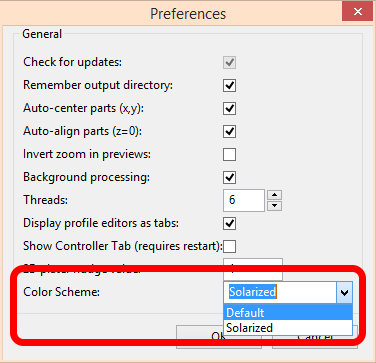 Preferences
General
Check for updates:
Remember output directory:
Auto-center parts (x,y):
Auto-align parts (z=0):
Invert zoom in previews:
Background processing:
Threads: 6
Display profile editors as tabs:
Show Controller Tab (requires restart):
Color Scheme: Solarized
Default
Solarized
Cancel